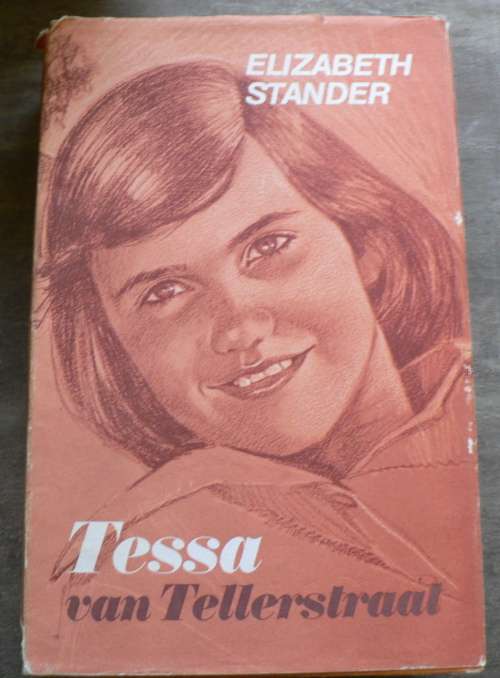 ELIZABETH
STANDER
Tessa
van Tellerstraat